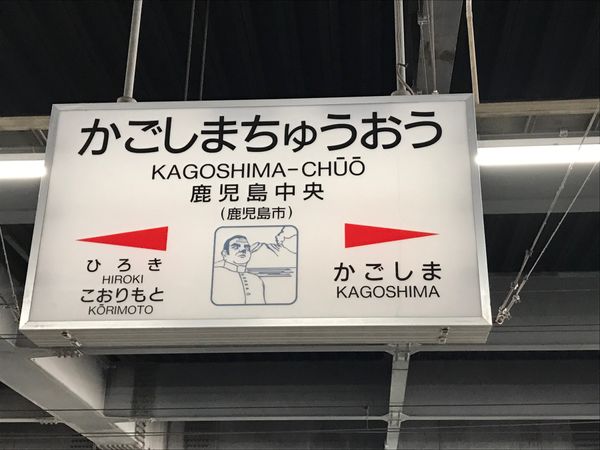 かごしまちゅうおう
KAGOSHIMA-CHŪŌ
鹿児島中央
(鹿児島市)
ひろき
HIROKI
こおりもと
KŌRIMOTO
かごしま
KAGOSHIMA